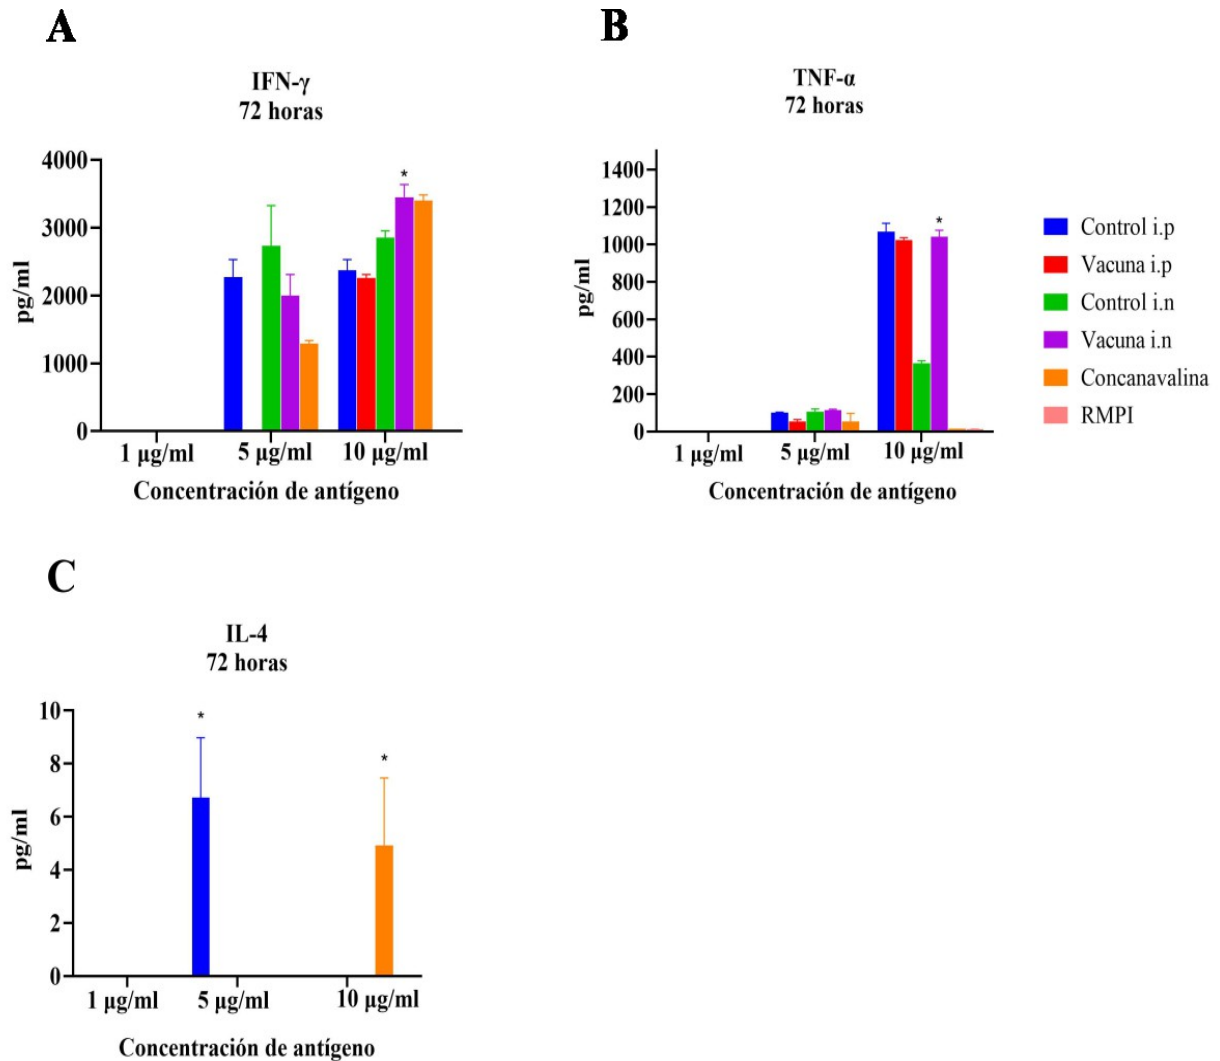 A
IFN-γ
72 horas
4000
3000
2000
1000
0
pg/ml
*
1 µg/ml 5 µg/ml 10 µg/ml
Concentración de antígeno
B
TNF-α
72 horas
1400
1200
1000
800
600
400
200
0
pg/ml
*
1 µg/ml 5 µg/ml 10 µg/ml
Concentración de antígeno
Control i.p
Vacuna i.p
Control i.n
Vacuna i.n
Concanavalina
RMPI
C
IL-4
72 horas
10
8
6
4
2
0
pg/ml
*
*
1 µg/ml 5 µg/ml 10 µg/ml
Concentración de antígeno